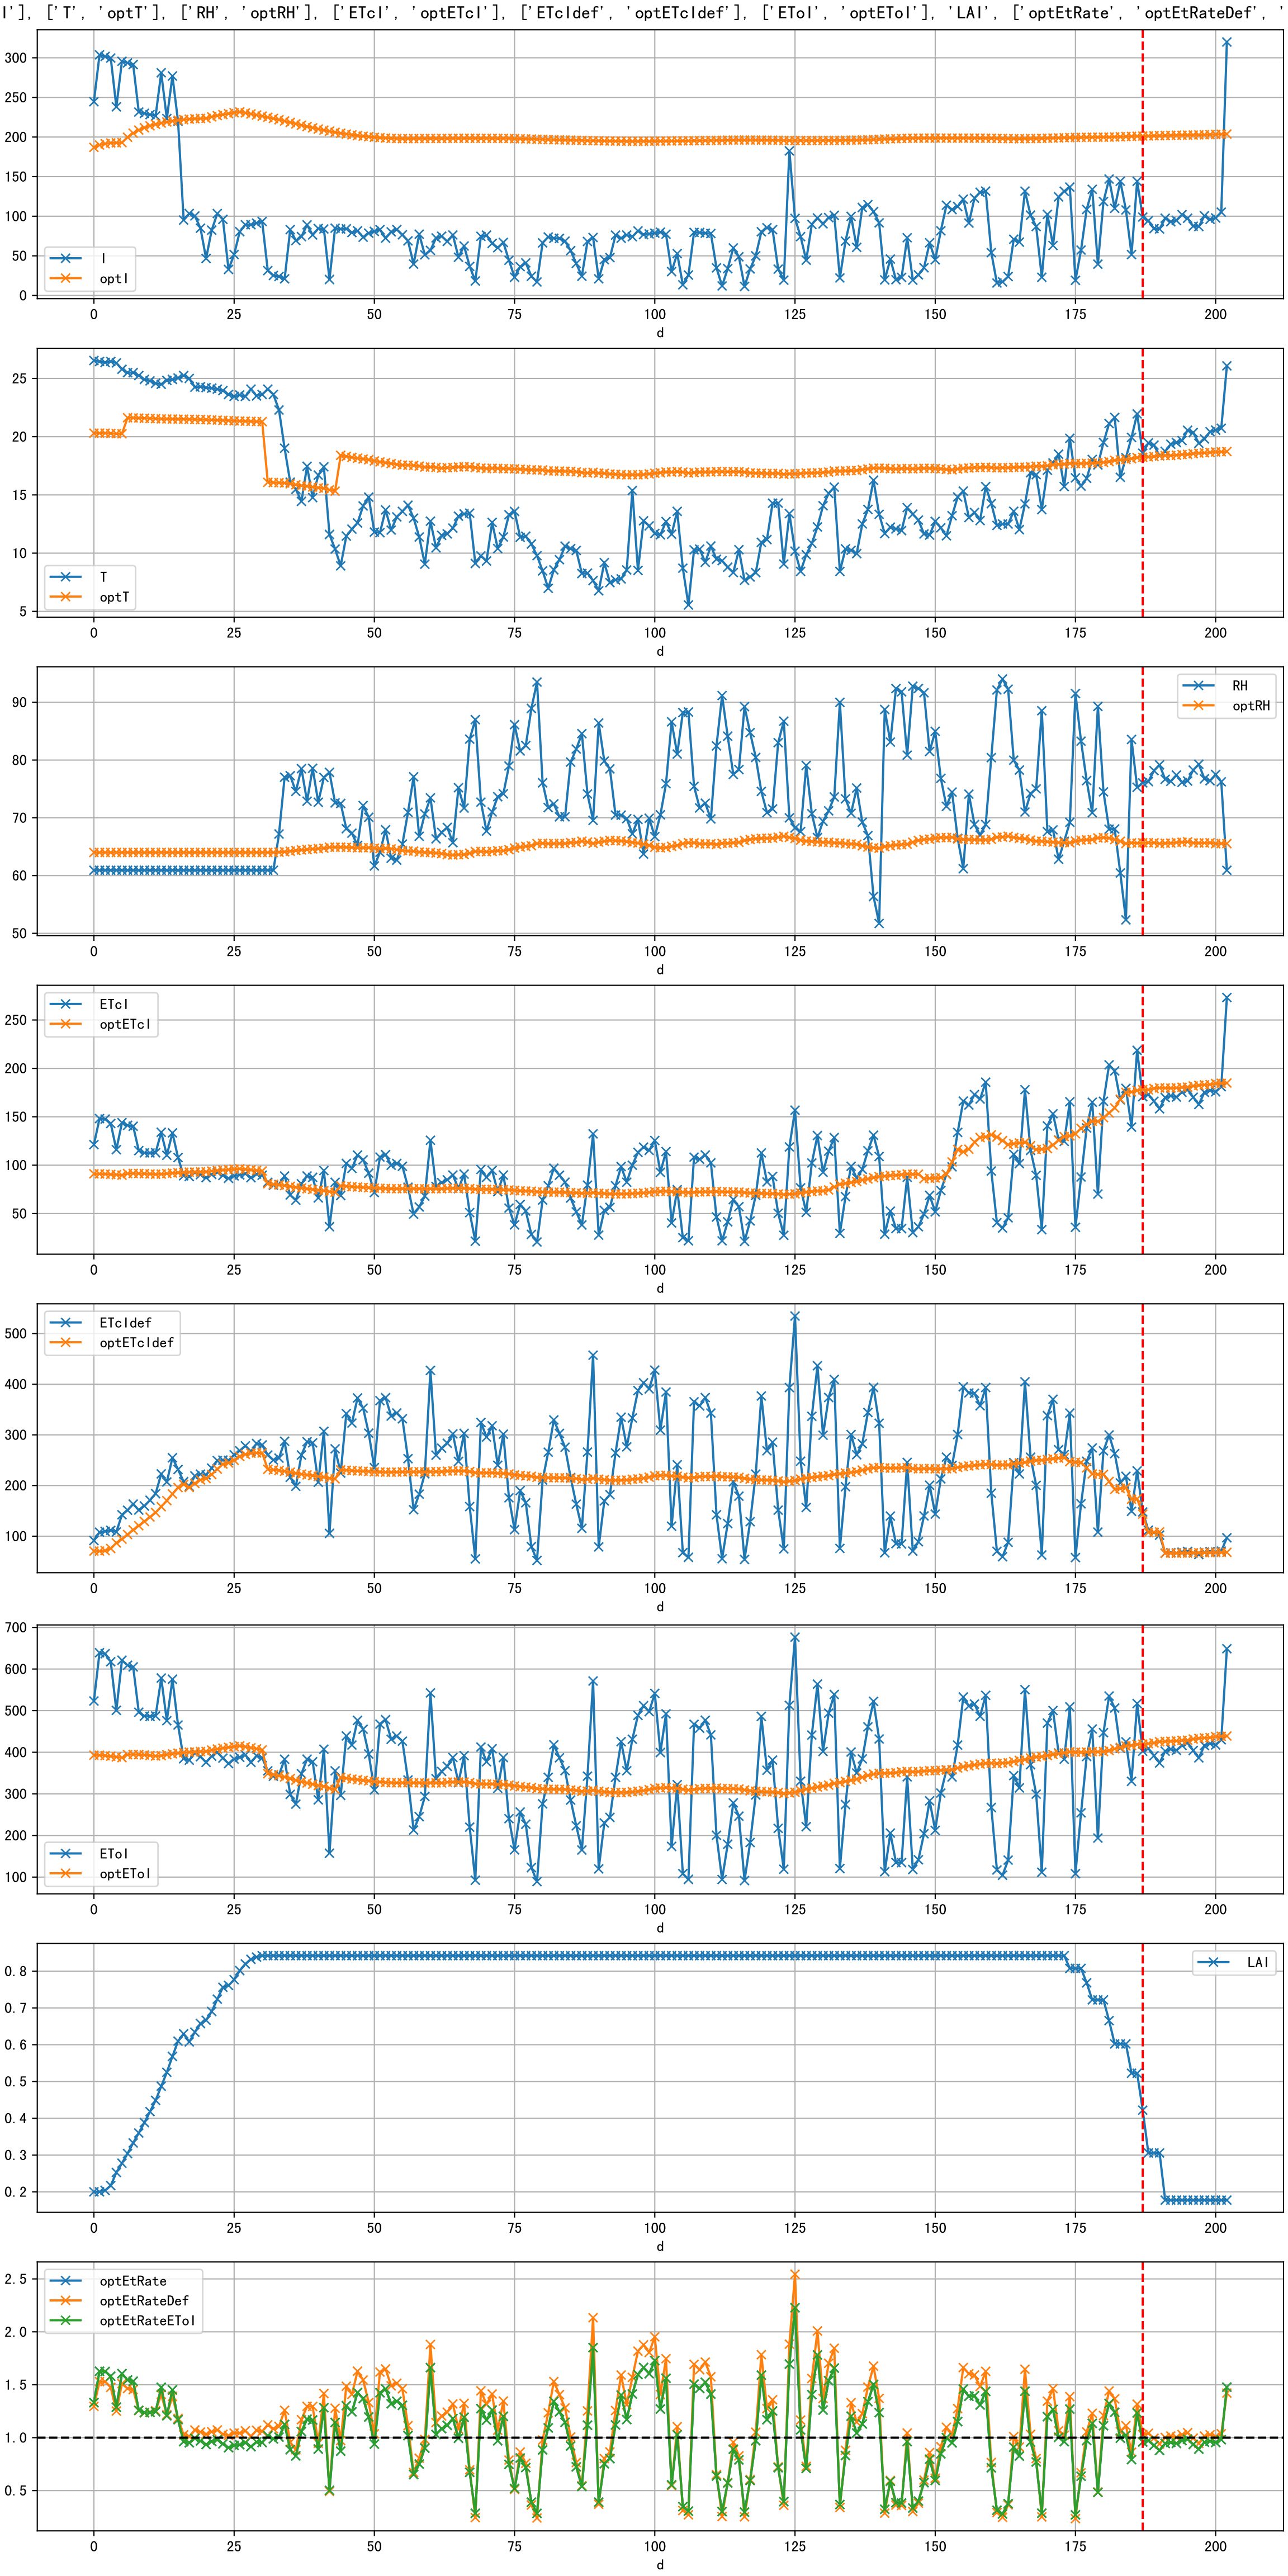 I'], ['T', 'optT'], ['RH', 'optRH'], ['ETcI', 'optETcI'], ['ETcIdef', 'optETcIdef'], ['EToI', 'optEToI'], 'LAI', ['optEtRate', 'optEtRateDef', '
300
250
200
150
100
50
0
I
optI
0 25 50 75 100 125 150 175 200
d
25
20
15
10
5
T
optT
0 25 50 75 100 125 150 175 200
d
90
80
70
60
50
RH
optRH
0 25 50 75 100 125 150 175 200
d
250
200
150
100
50
ETcI
optETcI
0 25 50 75 100 125 150 175 200
d
500
400
300
200
100
ETcIdef
optETcIdef
0 25 50 75 100 125 150 175 200
d
700
600
500
400
300
200
100
EToI
optEToI
0 25 50 75 100 125 150 175 200
d
0.8
0.7
0.6
0.5
0.4
0.3
0.2
LAI
0 25 50 75 100 125 150 175 200
d
2.5
2.0
1.5
1.0
0.5
optEtRate
optEtRateDef
optEtRateEToI
0 25 50 75 100 125 150 175 200
d